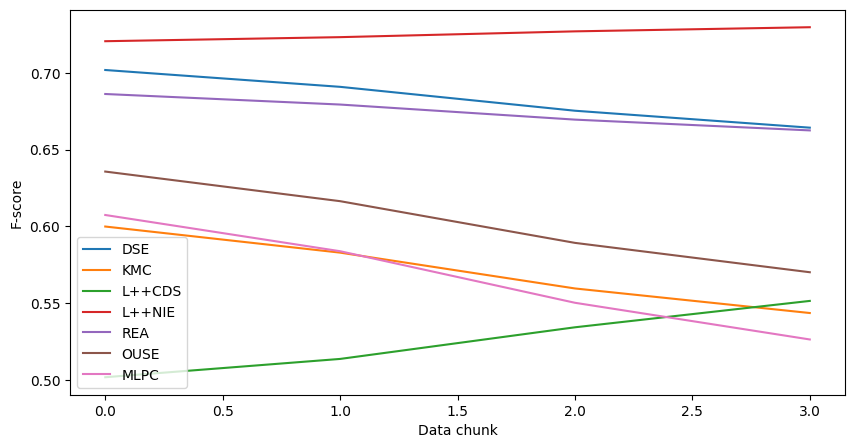 0.70
0.65
0.60
0.55
0.50
F-score
DSE
KMC
L++CDS
L++NIE
REA
OUSE
MLPC
0.0 0.5 1.0 1.5 2.0 2.5 3.0
Data chunk